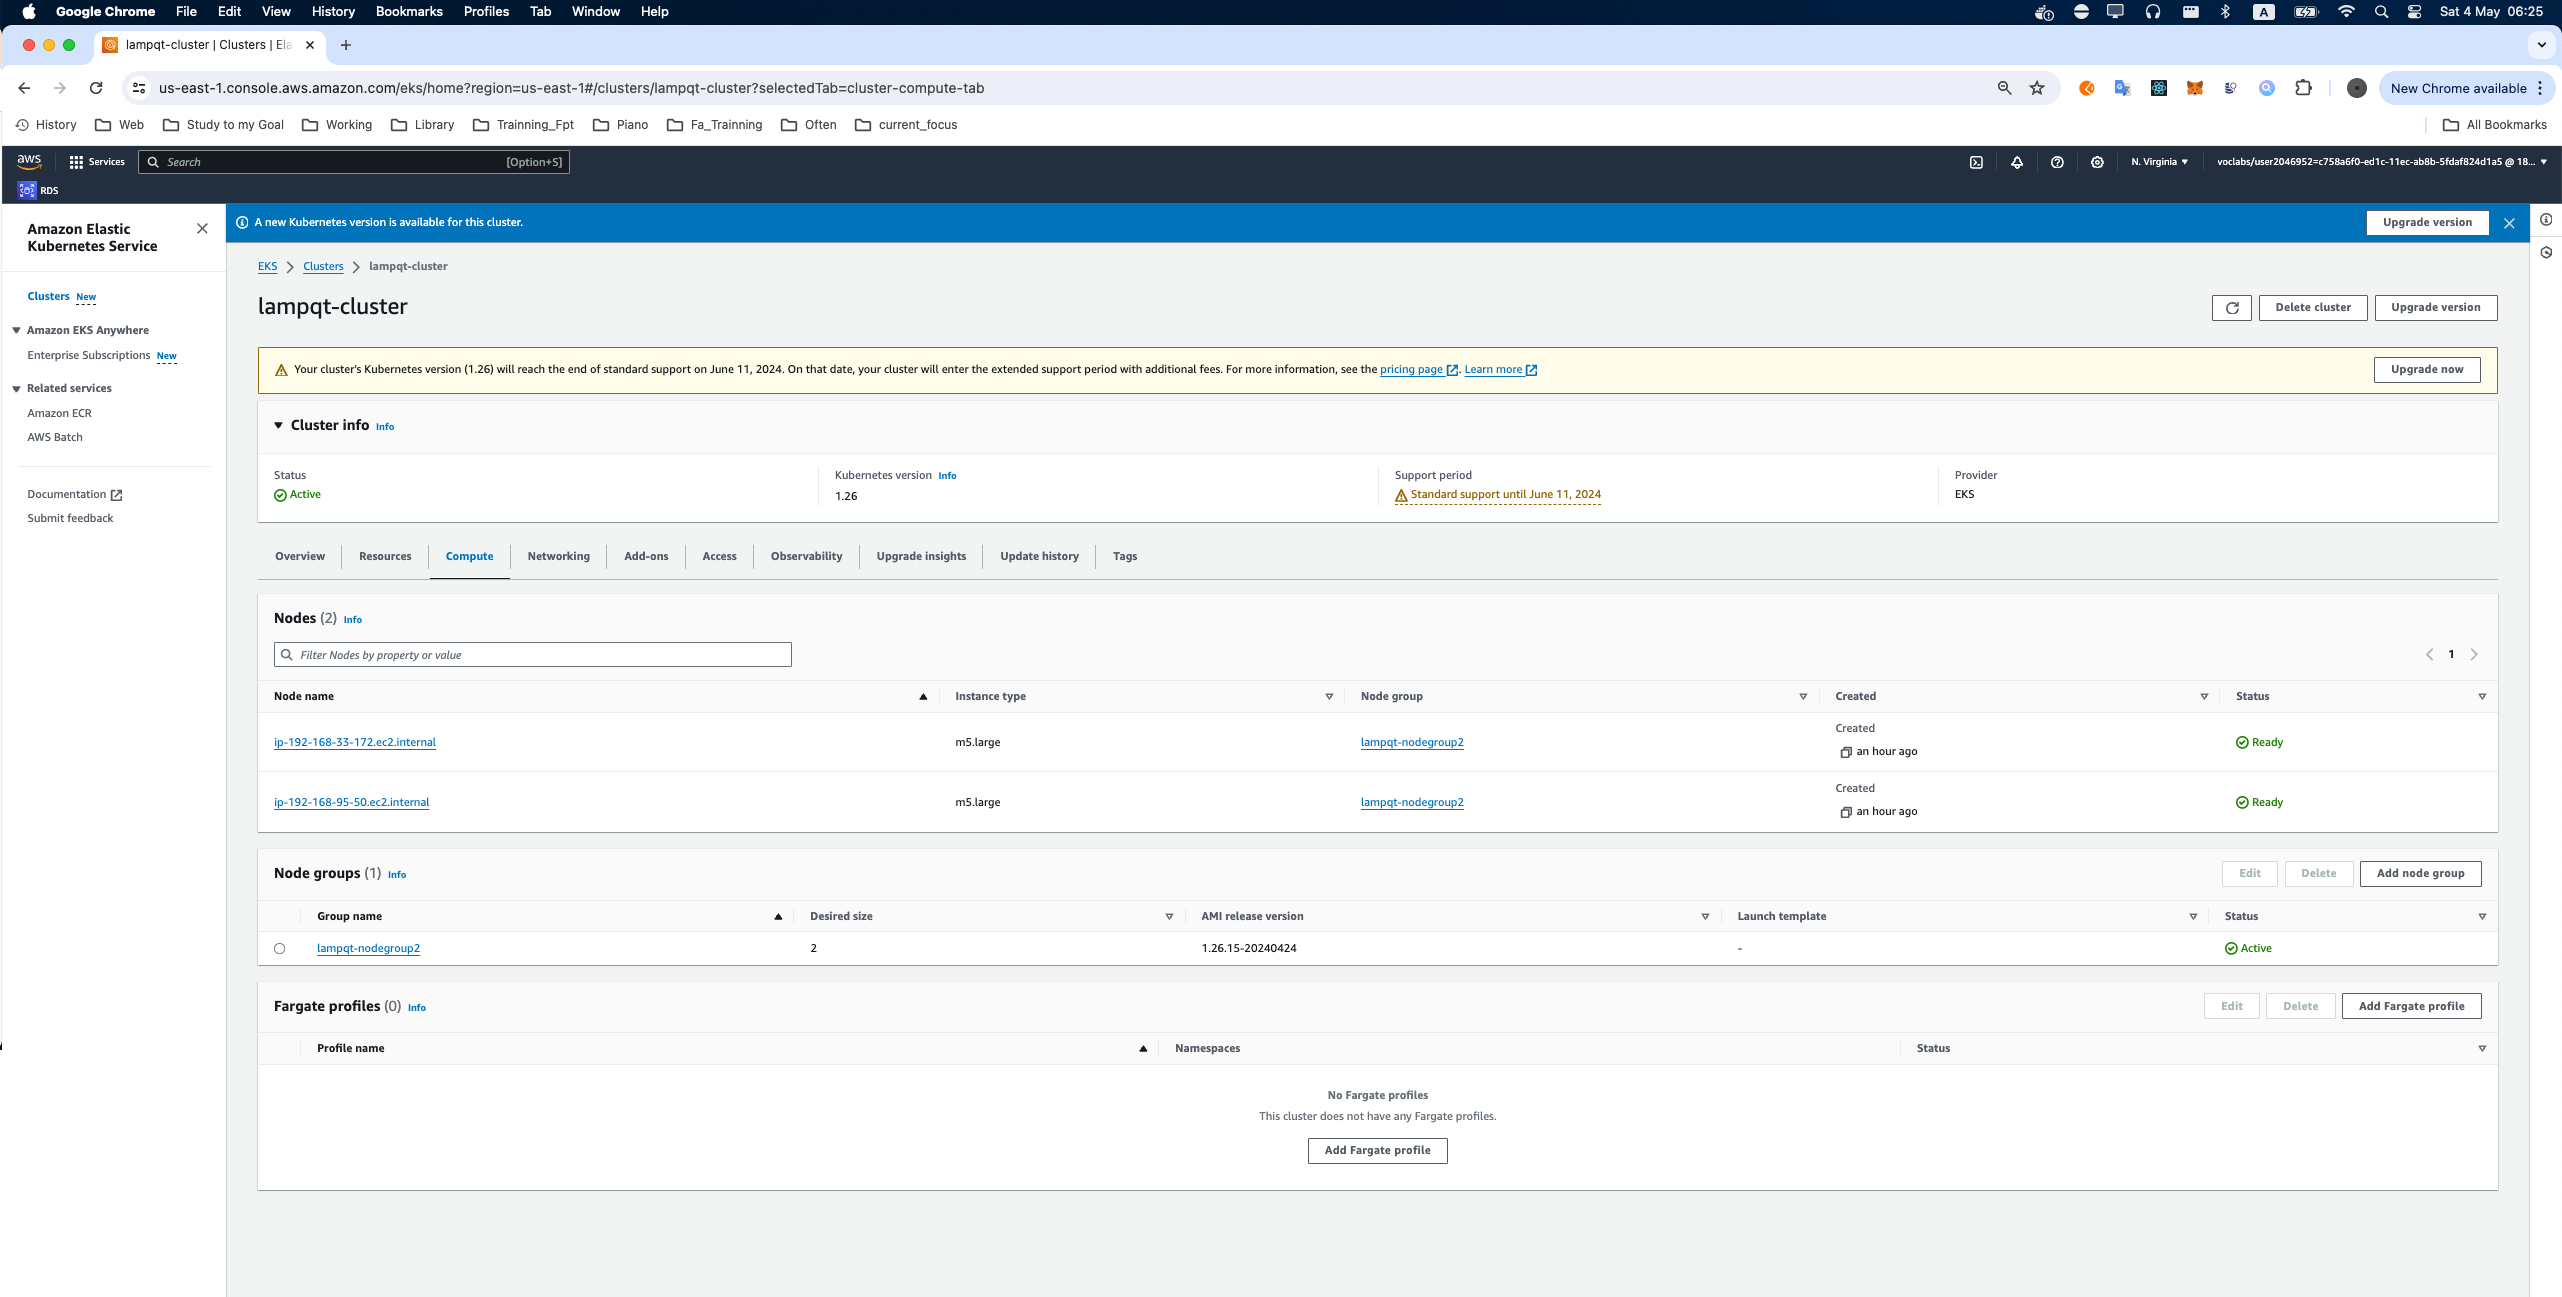 Google Chrome File Edit View History Bookmarks Profiles Tab Window Help A Sat 4 May 06:25
lampqt-cluster | Clusters | Ela
us-east-1.console.aws.amazon.com/eks/home?region=us-east-1#/clusters/lampqt-cluster?selectedTab=cluster-compute-tab New Chrome available
History Web Study to my Goal Working Library Trainning_Fpt Piano Fa_Trainning Often current_focus All Bookmarks
aws Services Search [Option+S] N. Virginia voclabs/user2046952=c758a6f0-ed1c-11ec-ab8b-5fdaf824d1a5 @ 18...
RDS
Amazon Elastic
Kubernetes Service
Clusters New
Amazon EKS Anywhere
Enterprise Subscriptions New
Related services
Amazon ECR
AWS Batch
Documentation
Submit feedback
A new Kubernetes version is available for this cluster. Upgrade version
EKS Clusters lampqt-cluster
lampqt-cluster Delete cluster Upgrade version
Your cluster's Kubernetes version (1.26) will reach the end of standard support on June 11, 2024. On that date, your cluster will enter the extended support period with additional fees. For more information, see the pricing page. Learn more Upgrade now
Cluster info Info
Status Kubernetes version Info Support period Provider
Active 1.26 Standard support until June 11, 2024 EKS
Overview Resources Compute Networking Add-ons Access Observability Upgrade insights Update history Tags
Nodes (2) Info
Filter Nodes by property or value 1
Node name Instance type Node group Created Status
ip-192-168-33-172.ec2.internal m5.large lampqt-nodegroup2 Created an hour ago Ready
ip-192-168-95-50.ec2.internal m5.large lampqt-nodegroup2 Created an hour ago Ready
Node groups (1) Info Edit Delete Add node group
Group name Desired size AMI release version Launch template Status
lampqt-nodegroup2 2 1.26.15-20240424 - Active
Fargate profiles (0) Info Edit Delete Add Fargate profile
Profile name Namespaces Status
No Fargate profiles
This cluster does not have any Fargate profiles.
Add Fargate profile